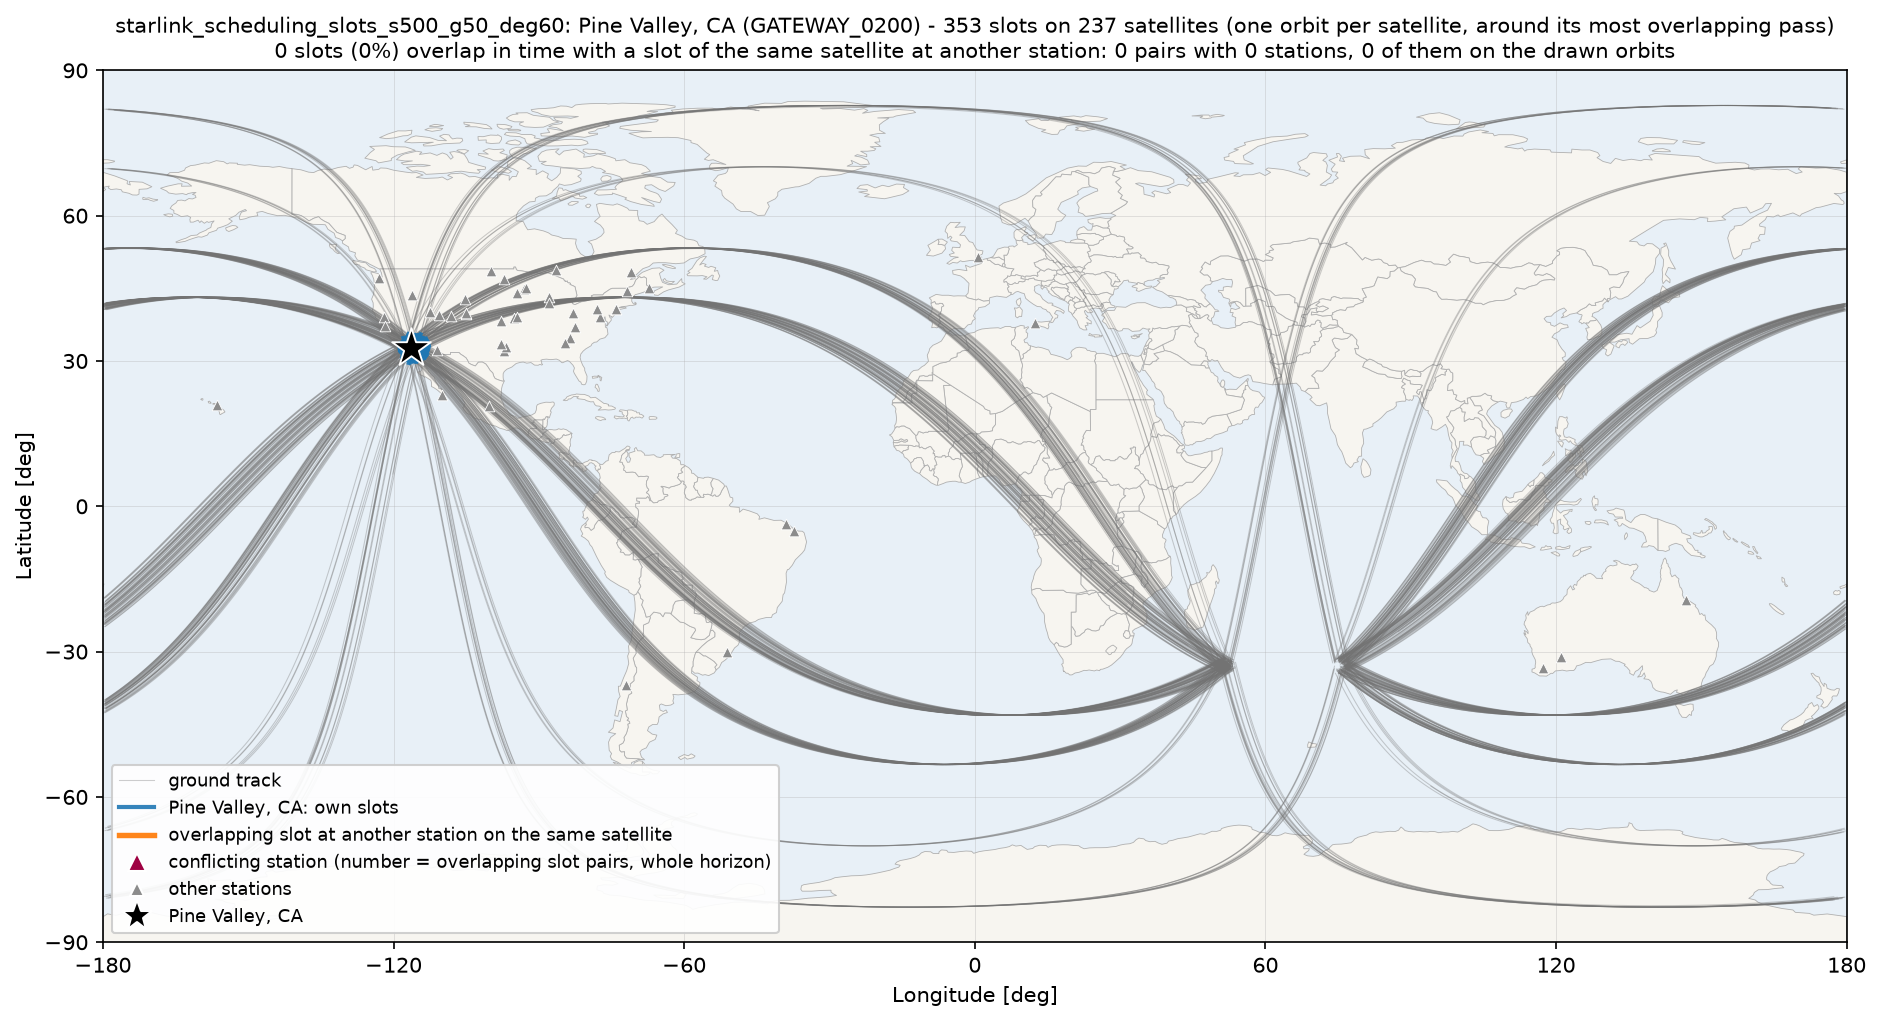 starlink_scheduling_slots_s500_g50_deg60: Pine Valley, CA (GATEWAY_0200) - 353 slots on 237 satellites (one orbit per satellite, around its most overlapping pass)
0 slots (0%) overlap in time with a slot of the same satellite at another station: 0 pairs with 0 stations, 0 of them on the drawn orbits
90
60
30
0
−30
−60
−90
Latitude [deg]
ground track
Pine Valley, CA: own slots
overlapping slot at another station on the same satellite
conflicting station (number = overlapping slot pairs, whole horizon)
other stations
Pine Valley, CA
−180 −120 −60 0 60 120 180
Longitude [deg]